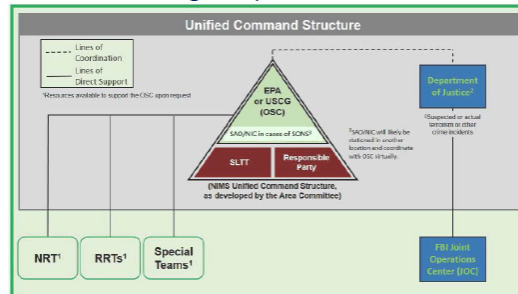 Unified Command Structure
Lines of
Coordination
Lines of
Direct Support
¹Resources available to support the OSC upon request
EPA
or USCG
(OSC)
SAO/NIC in cases of SONS³
SLTT
Responsible
Party
(NIMS Unified Command Structure,
as developed by the Area Committee)
³SAO/NIC will likely be
stationed in another
location and coordinate
with OSC virtually.
Department
of Justice²
²Suspected or actual
terrorism or other
crime incidents
NRT¹
RRTs¹
Special
Teams¹
FBI Joint
Operations
Center (JOC)